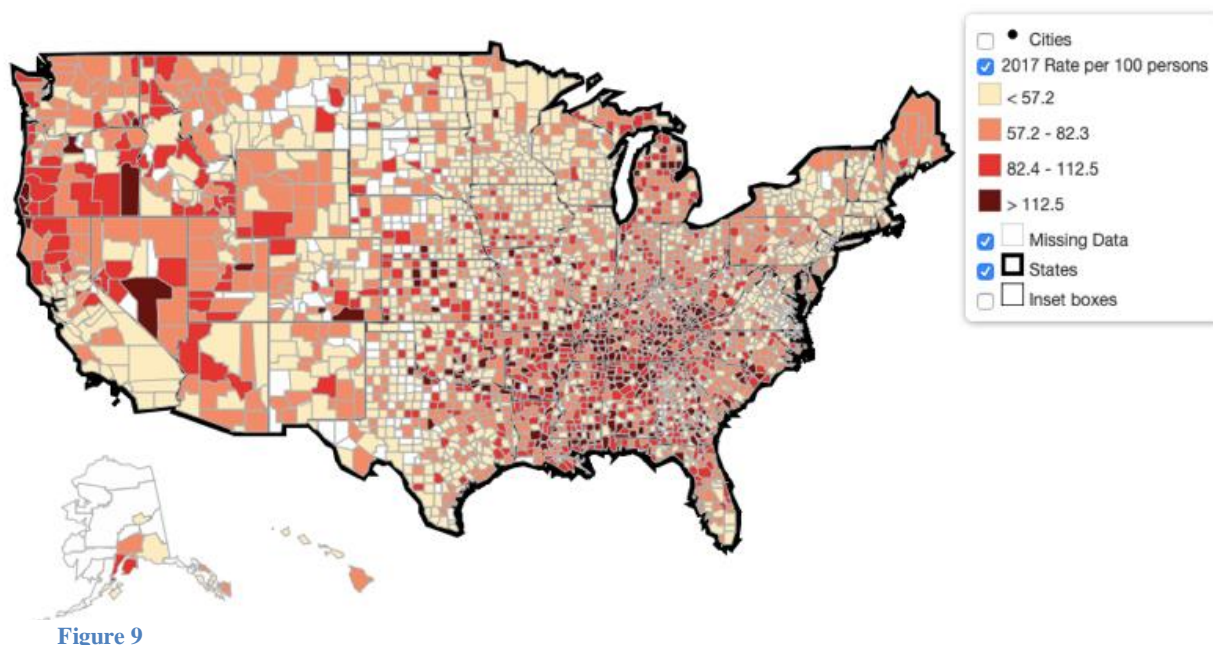 Cities
2017 Rate per 100 persons
< 57.2
57.2 - 82.3
82.4 - 112.5
> 112.5
Missing Data
States
Inset boxes
Figure 9